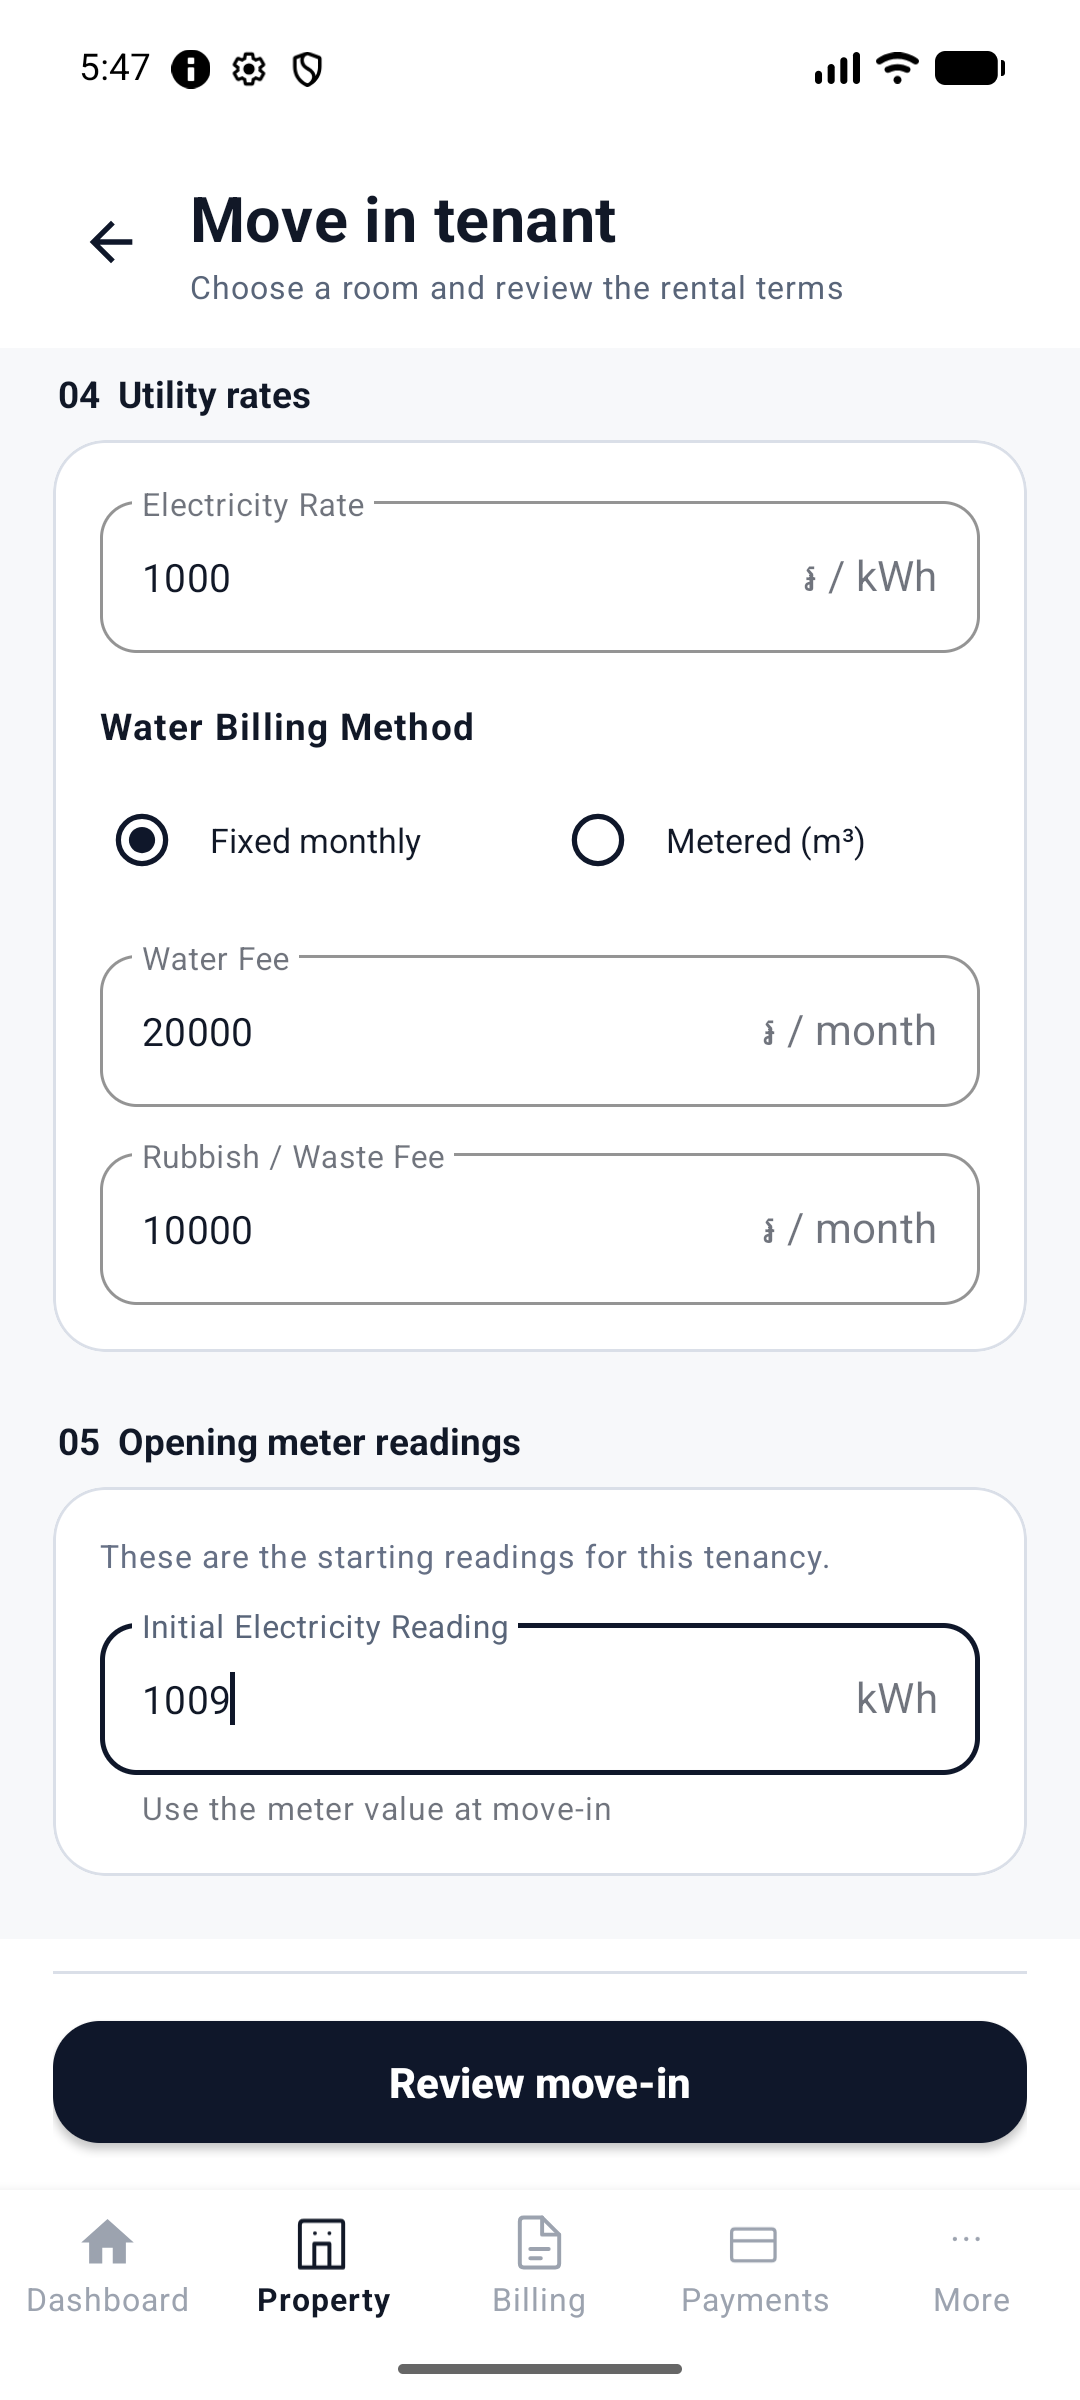 5:47
Move in tenant
Choose a room and review the rental terms
04 Utility rates
Electricity Rate
1000 ៛ / kWh
Water Billing Method
Fixed monthly
Metered (m³)
Water Fee
20000 ៛ / month
Rubbish / Waste Fee
10000 ៛ / month
05 Opening meter readings
These are the starting readings for this tenancy.
Initial Electricity Reading
1009 kWh
Use the meter value at move-in
Review move-in
Dashboard
Property
Billing
Payments
More